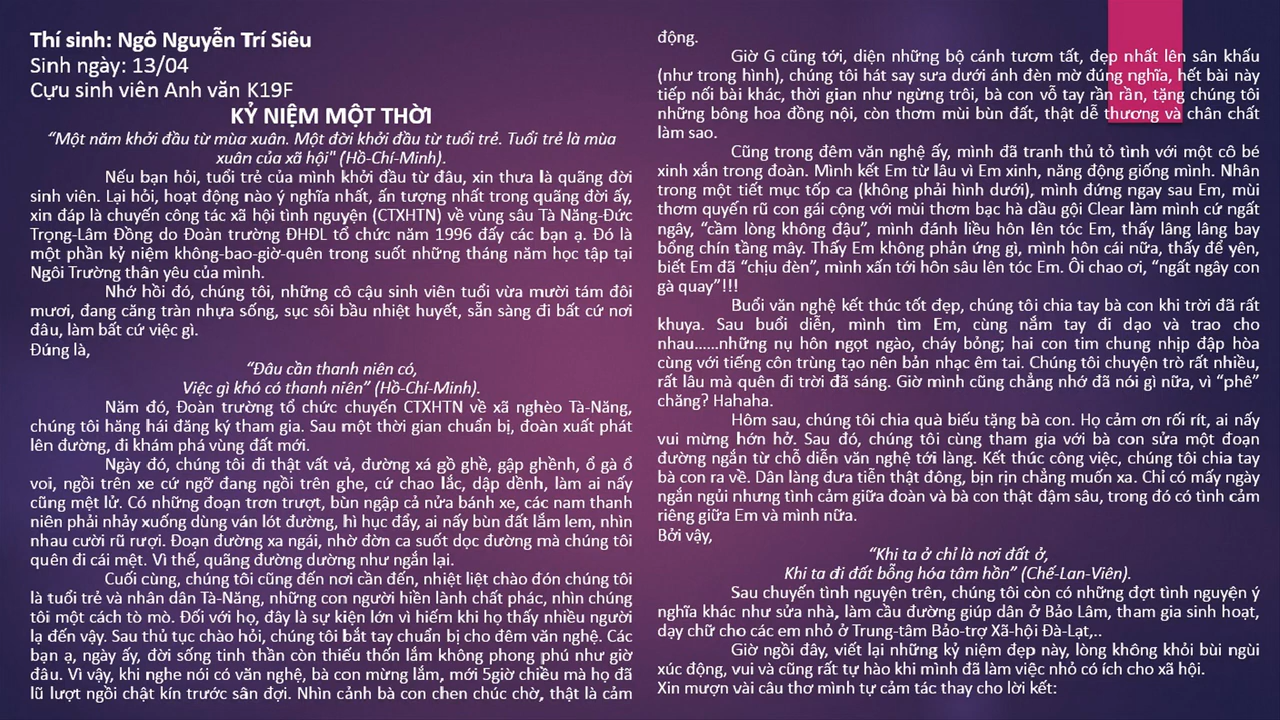 Thí sinh: Ngô Nguyễn Trí Siêu
Sinh ngày: 13/04
Cựu sinh viên Anh văn K19F
KỶ NIỆM MỘT THỜI
“Một năm khởi đầu từ mùa xuân. Một đời khởi đầu từ tuổi trẻ. Tuổi trẻ là mùa
xuân của xã hội" (Hồ-Chí-Minh).
Nếu bạn hỏi, tuổi trẻ của mình khởi đầu từ đâu, xin thưa là quãng đời
sinh viên. Lại hỏi, hoạt động nào ý nghĩa nhất, ấn tượng nhất trong quãng đời ấy,
xin đáp là chuyến công tác xã hội tình nguyện (CTXHTN) về vùng sâu Tà Năng-Đức
Trọng-Lâm Đồng do Đoàn trường ĐHĐL tổ chức năm 1996 đấy các bạn ạ. Đó là
một phần kỷ niệm không-bao-giờ-quên trong suốt những tháng năm học tập tại
Ngôi Trường thân yêu của mình.
Nhớ hồi đó, chúng tôi, những cô cậu sinh viên tuổi vừa mười tám đôi
mươi, đang căng tràn nhựa sống, sục sôi bầu nhiệt huyết, sẵn sàng đi bất cứ nơi
đâu, làm bất cứ việc gì.
Đúng là,
“Đâu cần thanh niên có,
Việc gì khó có thanh niên” (Hồ-Chí-Minh).
Năm đó, Đoàn trường tổ chức chuyến CTXHTN về xã nghèo Tà-Năng,
chúng tôi hăng hái đăng ký tham gia. Sau một thời gian chuẩn bị, đoàn xuất phát
lên đường, đi khám phá vùng đất mới.
Ngày đó, chúng tôi đi thật vất vả, đường xá gồ ghề, gập ghềnh, ổ gà ổ
voi, ngồi trên xe cứ ngỡ đang ngồi trên ghe, cứ chao lắc, dập dềnh, làm ai nấy
cũng mệt lử. Có những đoạn trơn trượt, bùn ngập cả nửa bánh xe, các nam thanh
niên phải nhảy xuống dùng ván lót đường, hì hục đẩy, ai nấy bùn đất lấm lem, nhìn
nhau cười rũ rượi. Đoạn đường xa ngái, nhờ đờn ca suốt dọc đường mà chúng tôi
quên đi cái mệt. Vì thế, quãng đường dường như ngắn lại.
Cuối cùng, chúng tôi cũng đến nơi cần đến, nhiệt liệt chào đón chúng tôi
là tuổi trẻ và nhân dân Tà-Năng, những con người hiền lành chất phác, nhìn chúng
tôi một cách tò mò. Đối với họ, đây là sự kiện lớn vì hiếm khi họ thấy nhiều người
lạ đến vậy. Sau thủ tục chào hỏi, chúng tôi bắt tay chuẩn bị cho đêm văn nghệ. Các
bạn ạ, ngày ấy, đời sống tinh thần còn thiếu thốn lắm không phong phú như giờ
đâu. Vì vậy, khi nghe nói có văn nghệ, bà con mừng lắm, mới 5giờ chiều mà họ đã
lũ lượt ngồi chật kín trước sân đợi. Nhìn cảnh bà con chen chúc chờ, thật là cảm
động.
Giờ G cũng tới, diện những bộ cánh tươm tất, đẹp nhất lên sân khấu
(như trong hình), chúng tôi hát say sưa dưới ánh đèn mờ đúng nghĩa, hết bài này
tiếp nối bài khác, thời gian như ngừng trôi, bà con vỗ tay rần rần, tặng chúng tôi
những bông hoa đồng nội, còn thơm mùi bùn đất, thật dễ thương và chân chất
làm sao.
Cũng trong đêm văn nghệ ấy, mình đã tranh thủ tỏ tình với một cô bé
xinh xắn trong đoàn. Mình kết Em từ lâu vì Em xinh, năng động giống mình. Nhân
trong một tiết mục tốp ca (không phải hình dưới), mình đứng ngay sau Em, mùi
thơm quyến rũ con gái cộng với mùi thơm bạc hà dầu gội Clear làm mình cứ ngất
ngây, “cầm lòng không đậu”, mình đánh liều hôn lên tóc Em, thấy lâng lâng bay
bổng chín tầng mây. Thấy Em không phản ứng gì, mình hôn cái nữa, thấy để yên,
biết Em đã “chịu đèn”, mình xấn tới hôn sâu lên tóc Em. Ôi chao ơi, “ngất ngây con
gà quay”!!!
Buổi văn nghệ kết thúc tốt đẹp, chúng tôi chia tay bà con khi trời đã rất
khuya. Sau buổi diễn, mình tìm Em, cùng nắm tay đi dạo và trao cho
nhau......những nụ hôn ngọt ngào, cháy bỏng; hai con tim chung nhịp đập hòa
cùng với tiếng côn trùng tạo nên bản nhạc êm tai. Chúng tôi chuyện trò rất nhiều,
rất lâu mà quên đi trời đã sáng. Giờ mình cũng chẳng nhớ đã nói gì nữa, vì “phê”
chăng? Hahaha.
Hôm sau, chúng tôi chia quà biếu tặng bà con. Họ cảm ơn rối rít, ai nấy
vui mừng hớn hở. Sau đó, chúng tôi cùng tham gia với bà con sửa một đoạn
đường ngắn từ chỗ diễn văn nghệ tới làng. Kết thúc công việc, chúng tôi chia tay
bà con ra về. Dân làng đưa tiễn thật đông, bịn rịn chẳng muốn xa. Chỉ có mấy ngày
ngắn ngủi nhưng tình cảm giữa đoàn và bà con thật đậm sâu, trong đó có tình cảm
riêng giữa Em và mình nữa.
Bởi vậy,
“Khi ta ở chỉ là nơi đất ở,
Khi ta đi đất bỗng hóa tâm hồn” (Chế-Lan-Viên).
Sau chuyến tình nguyện trên, chúng tôi còn có những đợt tình nguyện ý
nghĩa khác như sửa nhà, làm cầu đường giúp dân ở Bảo Lâm, tham gia sinh hoạt,
dạy chữ cho các em nhỏ ở Trung-tâm Bảo-trợ Xã-hội Đà-Lạt,..
Giờ ngồi đây, viết lại những kỷ niệm đẹp này, lòng không khỏi bùi ngùi
xúc động, vui và cũng rất tự hào khi mình đã làm việc nhỏ có ích cho xã hội.
Xin mượn vài câu thơ mình tự cảm tác thay cho lời kết: